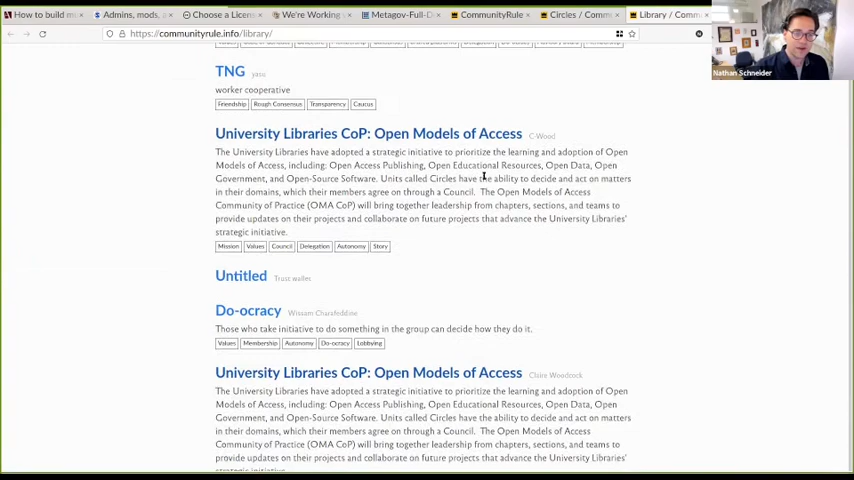 How to build m
Admins, mods, a
Choose a Licens
We're Working
Metagov-Full-D
CommunityRule
Circles / Comm
Library / Commu
https://communityrule.info/library/
Nathan Schneider
TNG yasu
worker cooperative
Friendship Rough Consensus Transparency Caucus
University Libraries CoP: Open Models of Access C-Wood
The University Libraries have adopted a strategic initiative to prioritize the learning and adoption of Open
Models of Access, including: Open Access Publishing, Open Educational Resources, Open Data, Open
Government, and Open-Source Software. Units called Circles have the ability to decide and act on matters
in their domains, which their members agree on through a Council. The Open Models of Access
Community of Practice (OMA CoP) will bring together leadership from chapters, sections, and teams to
provide updates on their projects and collaborate on future projects that advance the University Libraries'
strategic initiative.
Mission Values Council Delegation Autonomy Story
Untitled Trust wallet
Do-ocracy Wissam Charafeddine
Those who take initiative to do something in the group can decide how they do it.
Values Membership Autonomy Do-ocracy Lobbying
University Libraries CoP: Open Models of Access Claire Woodcock
The University Libraries have adopted a strategic initiative to prioritize the learning and adoption of Open
Models of Access, including: Open Access Publishing, Open Educational Resources, Open Data, Open
Government, and Open-Source Software. Units called Circles have the ability to decide and act on matters
in their domains, which their members agree on through a Council. The Open Models of Access
Community of Practice (OMA CoP) will bring together leadership from chapters, sections, and teams to
provide updates on their projects and collaborate on future projects that advance the University Libraries'
strategic initiative.